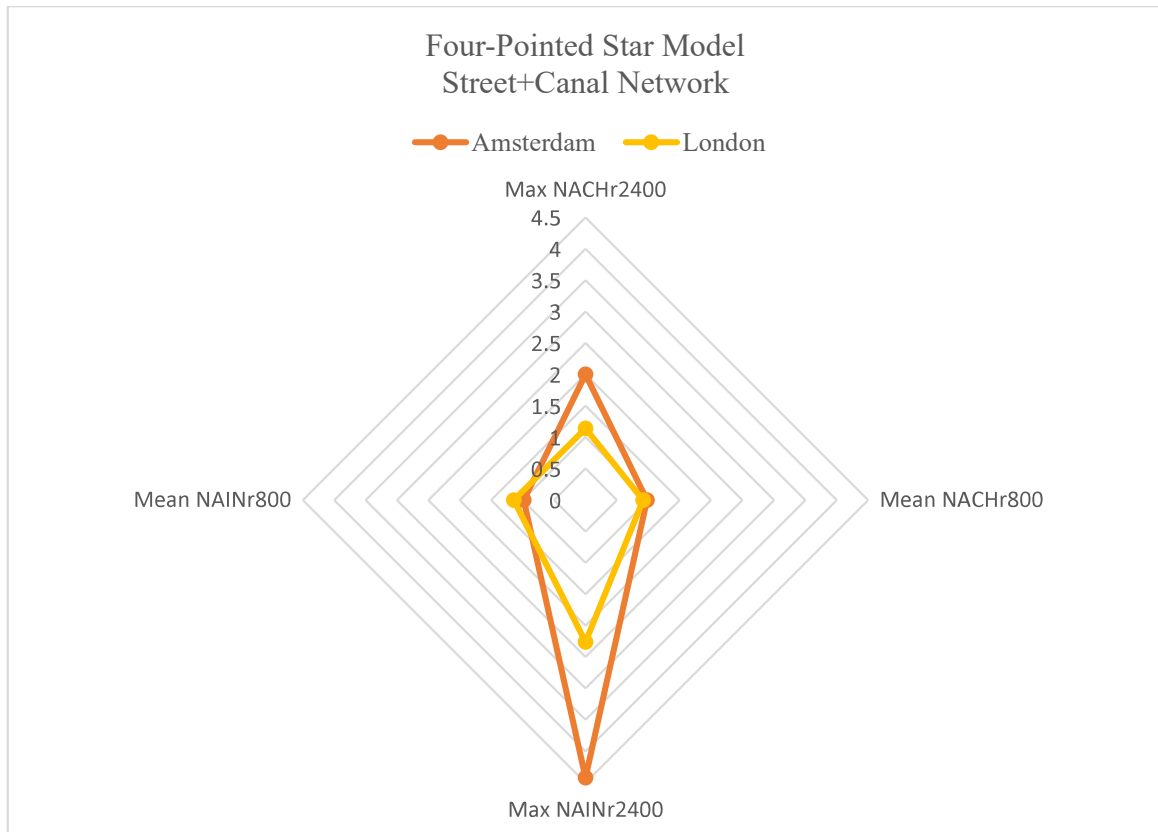 Four-Pointed Star Model
Street+Canal Network
Amsterdam London
Max NACHr2400
4.5
4
3.5
3
2.5
2
1.5
1
0.5
0
Mean NAINr800
Mean NACHr800
Max NAINr2400